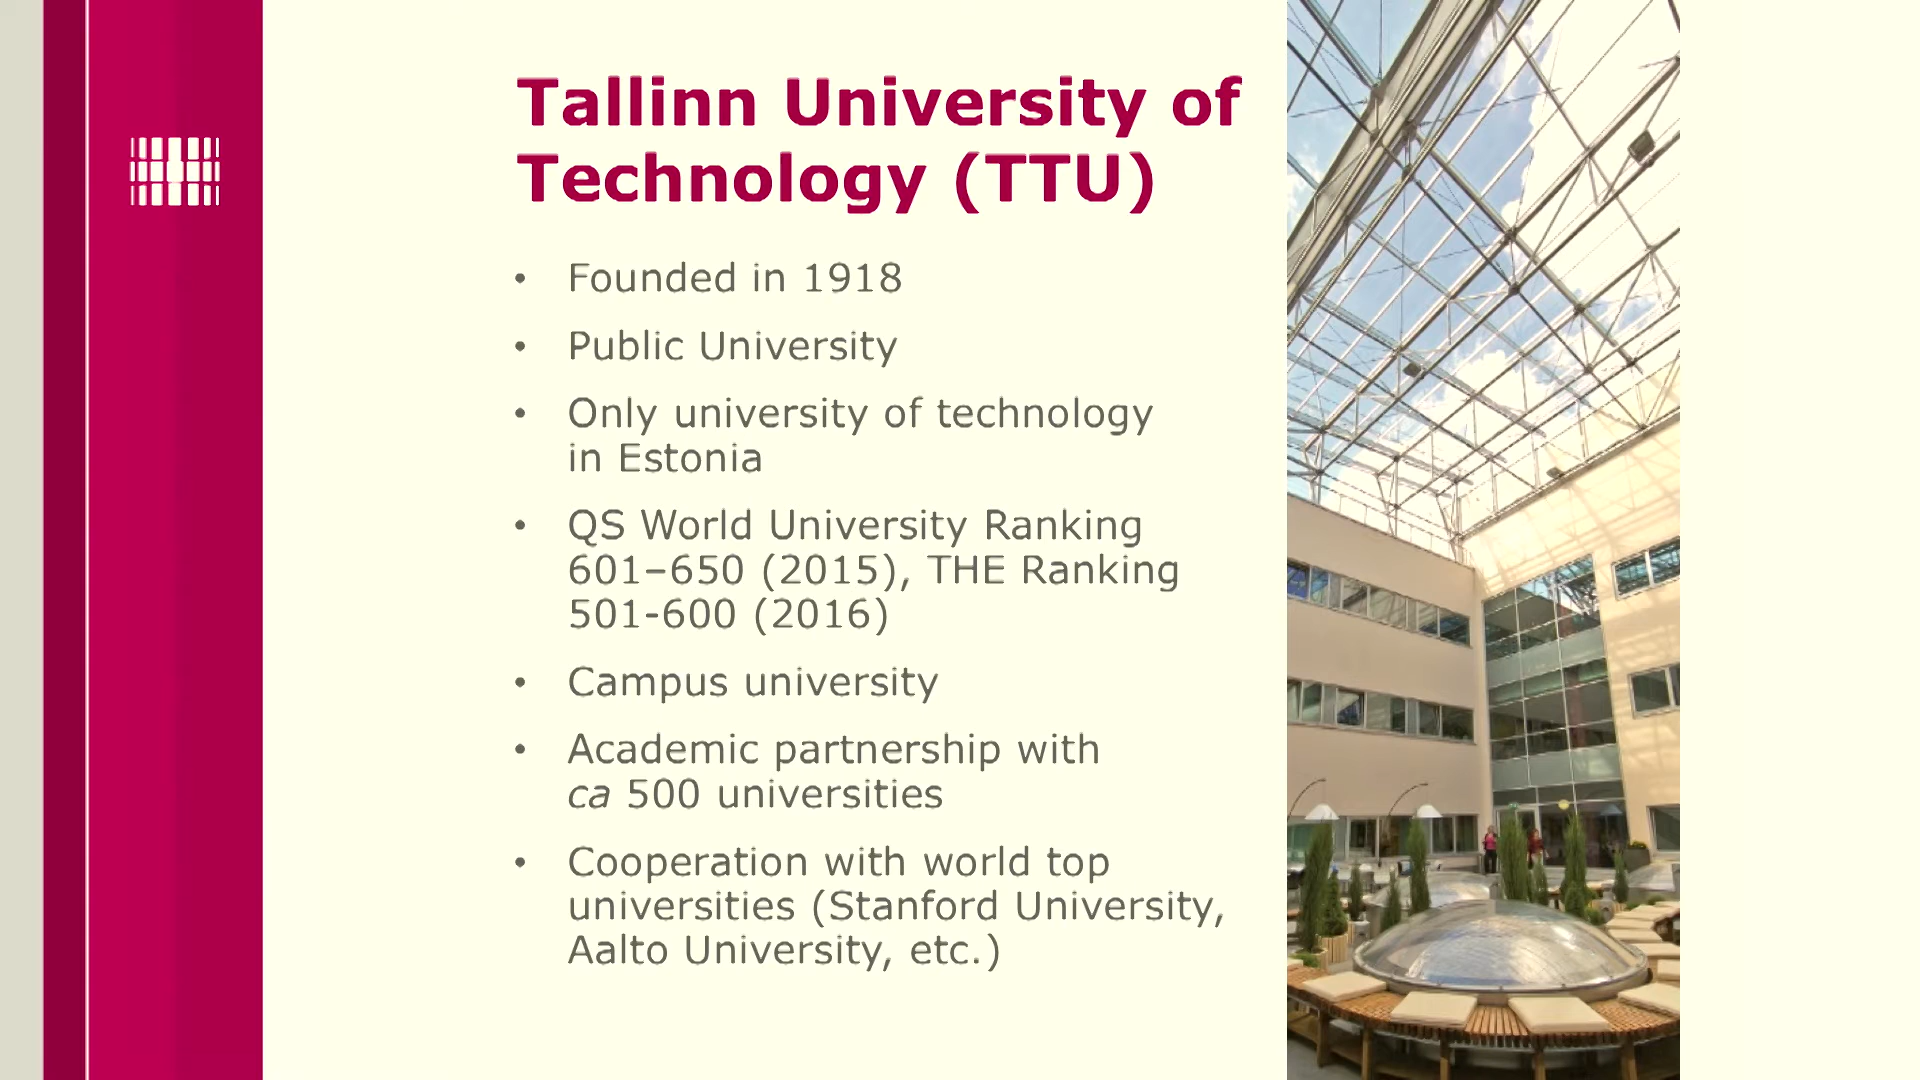 Tallinn University of
Technology (TTU)
• Founded in 1918
• Public University
• Only university of technology
in Estonia
• QS World University Ranking
601–650 (2015), THE Ranking
501-600 (2016)
• Campus university
• Academic partnership with
ca 500 universities
• Cooperation with world top
universities (Stanford University,
Aalto University, etc.)